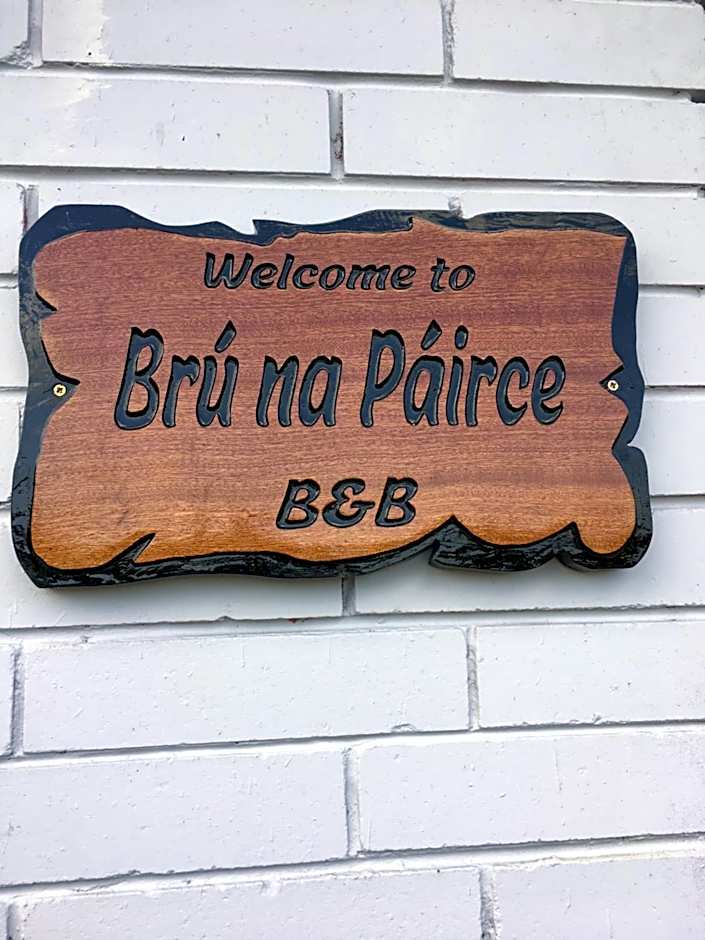 Welcome to
Brú na Páirce
B&B